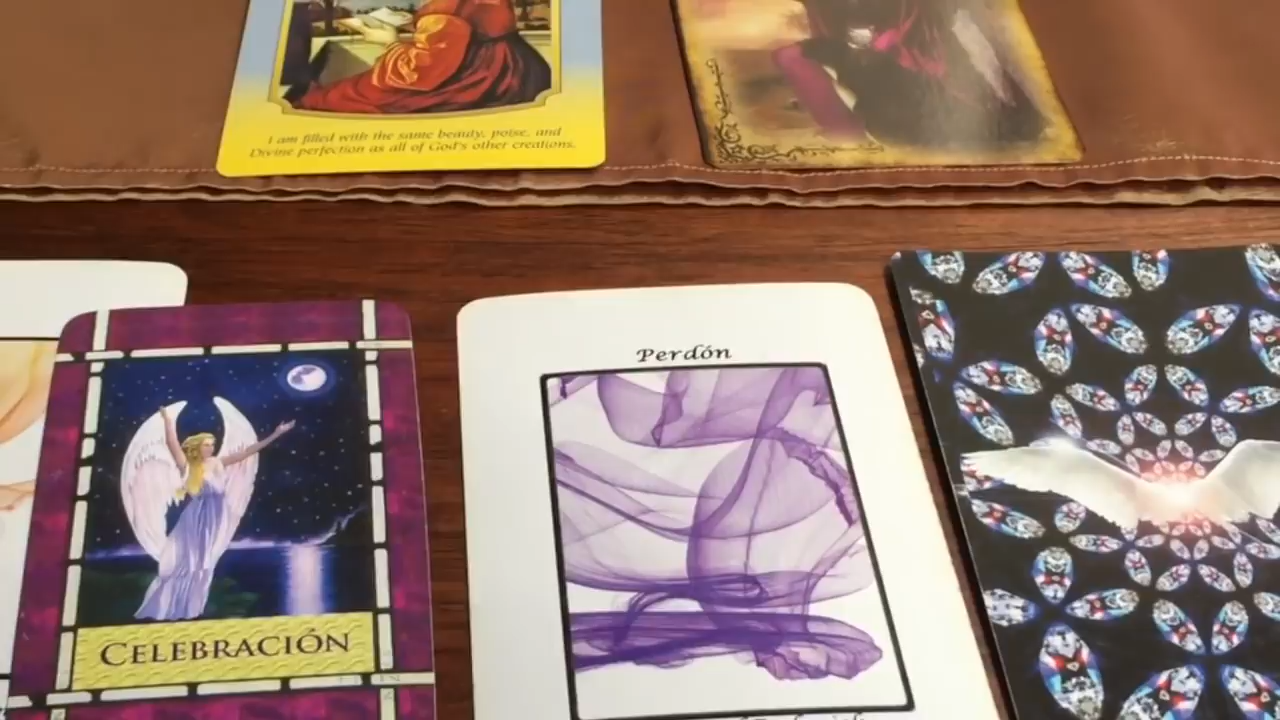 I am filled with the same beauty, poise, and
Divine perfection as all of God's other creations.
Perdón
CELEBRACIÓN